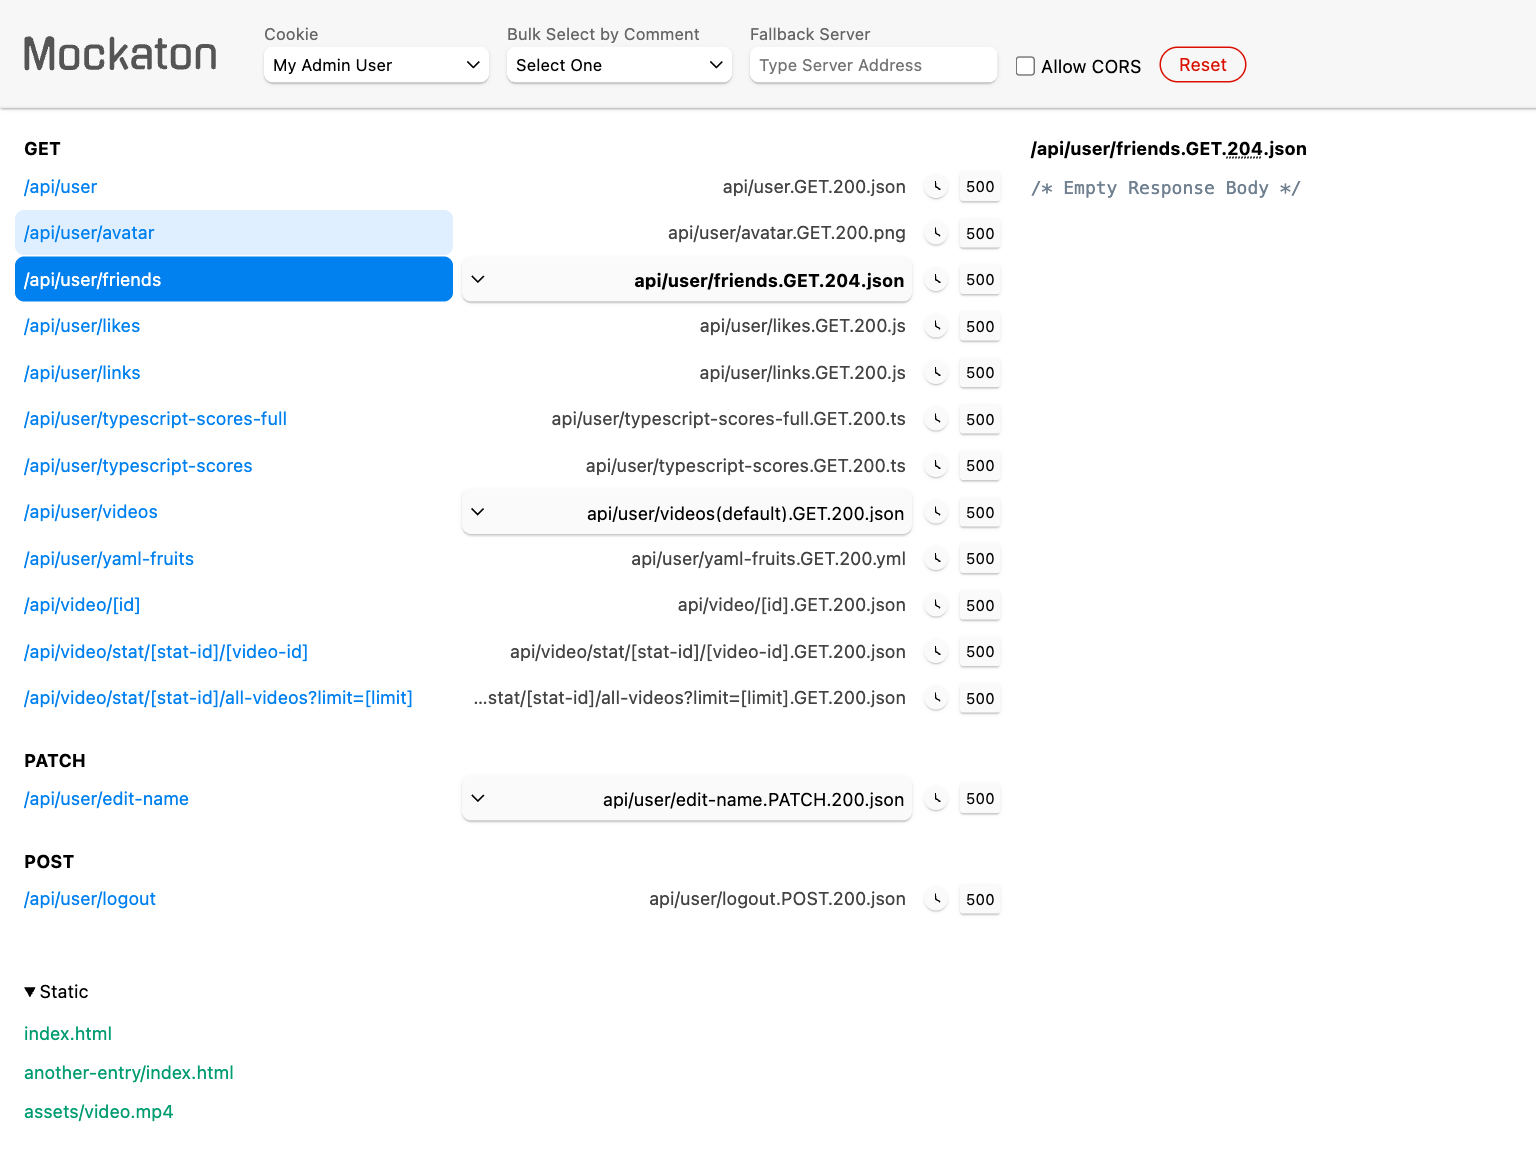 Mockaton
Cookie
My Admin User
Bulk Select by Comment
Select One
Fallback Server
Type Server Address
Allow CORS
Reset
GET
/api/user api/user.GET.200.json 500
/api/user/avatar api/user/avatar.GET.200.png 500
/api/user/friends api/user/friends.GET.204.json 500
/api/user/likes api/user/likes.GET.200.js 500
/api/user/links api/user/links.GET.200.js 500
/api/user/typescript-scores-full api/user/typescript-scores-full.GET.200.ts 500
/api/user/typescript-scores api/user/typescript-scores.GET.200.ts 500
/api/user/videos api/user/videos(default).GET.200.json 500
/api/user/yaml-fruits api/user/yaml-fruits.GET.200.yml 500
/api/video/[id] api/video/[id].GET.200.json 500
/api/video/stat/[stat-id]/[video-id] api/video/stat/[stat-id]/[video-id].GET.200.json 500
/api/video/stat/[stat-id]/all-videos?limit=[limit] ...stat/[stat-id]/all-videos?limit=[limit].GET.200.json 500
PATCH
/api/user/edit-name api/user/edit-name.PATCH.200.json 500
POST
/api/user/logout api/user/logout.POST.200.json 500
Static
index.html
another-entry/index.html
assets/video.mp4
/api/user/friends.GET.204.json
/* Empty Response Body */